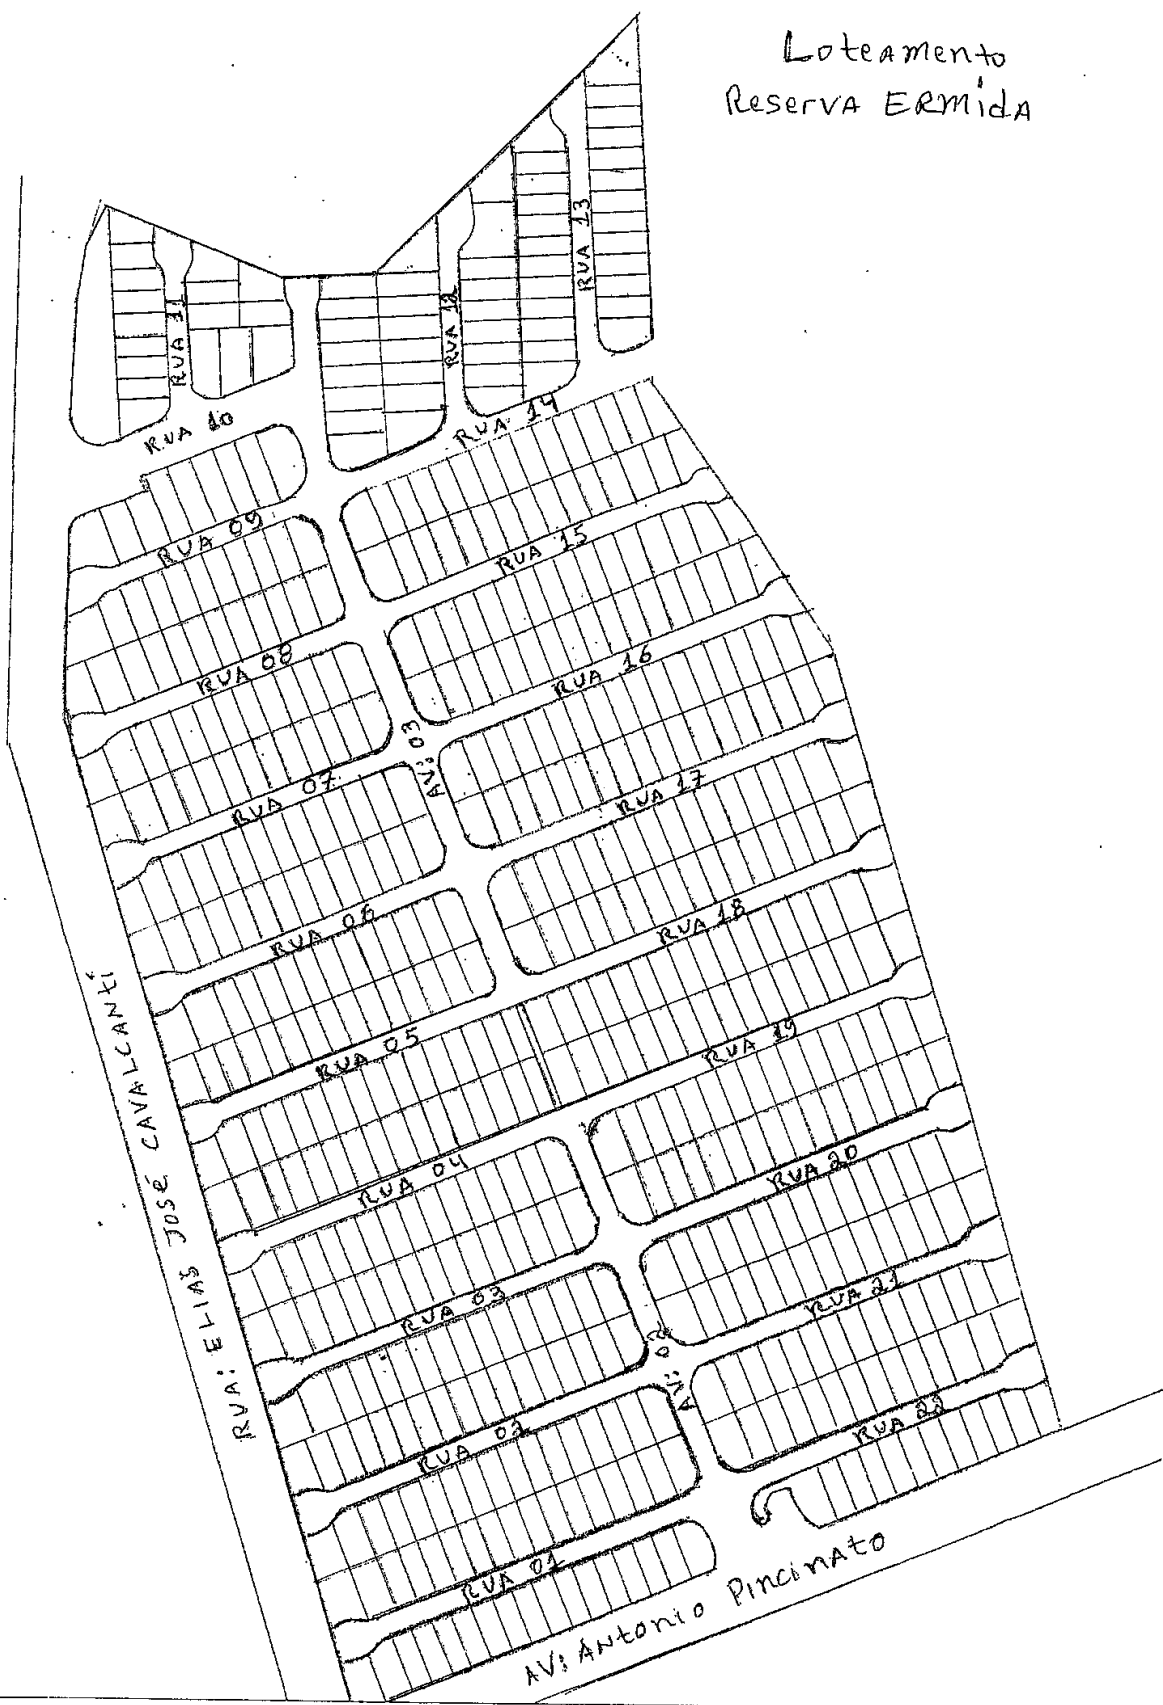 Loteamento
Reserva ERMidA
RUA 13
RUA 11
RUA 12
RUA 10
RUA 14
RUA 09
RUA 15
RUA 08
RUA 16
AV: 03
RUA 07
RUA 17
RUA 06
RUA 18
RUA 05
RUA 19
RUA 04
RUA 20
RUA 03
RUA 21
AV: 02
RUA 02
RUA 22
RUA 01
RUA: ELIAS JOSÉ CAVALCANTI
AV: ANtonio PinciNAto